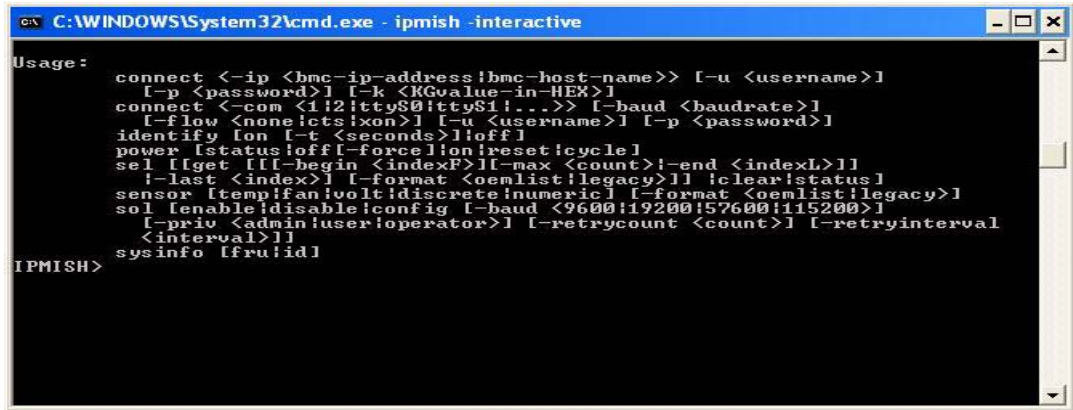 C:\WINDOWS\System32\cmd.exe - ipmish -interactive
Usage:
connect <-ip <bmc-ip-address|bmc-host-name>> [-u <username>]
[-p <password>] [-k <KGvalue-in-HEX>]
connect <-com <1|2|ttyS0|ttyS1|...>> [-baud <baudrate>]
[-flow <none|cts|xon>] [-u <username>] [-p <password>]
identify [on [-t <seconds>]|off]
power [status|off[-force]|on|reset|cycle]
sel [[get [[[-begin <indexF>][-max <count>|-end <indexL>]]
|-last <index>] [-format <oemlist|legacy>]] |clear|status]
sensor [temp|fan|volt|discrete|numeric] [-format <oemlist|legacy>]
sol [enable|disable|config [-baud <9600|19200|57600|115200>]
[-priv <admin|user|operator>] [-retrycount <count>] [-retryinterval
<interval>]]
sysinfo [fru|id]
IPMISH>